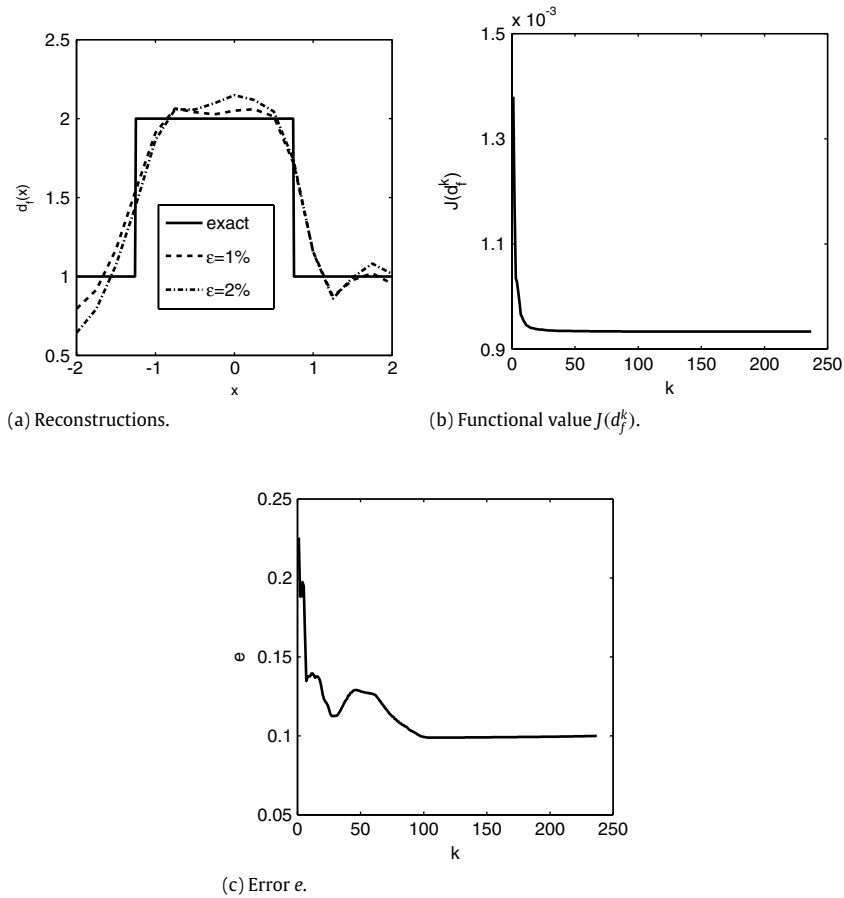 2.5
2
1.5
1
0.5
d_f(x)
exact
ε=1%
ε=2%
-2 -1 0 1 2
x
(a) Reconstructions.
x 10^-3
1.5
1.3
1.1
0.9
J(d_f^k)
0 50 100 150 200 250
k
(b) Functional value J(d_f^k).
0.25
0.2
0.15
0.1
0.05
e
0 50 100 150 200 250
k
(c) Error e.